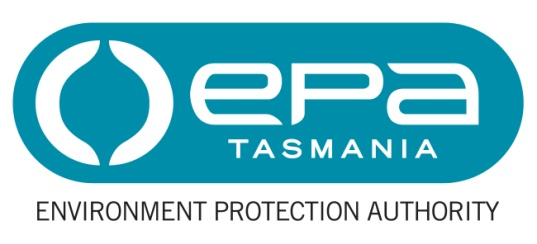 epa
TASMANIA
ENVIRONMENT PROTECTION AUTHORITY